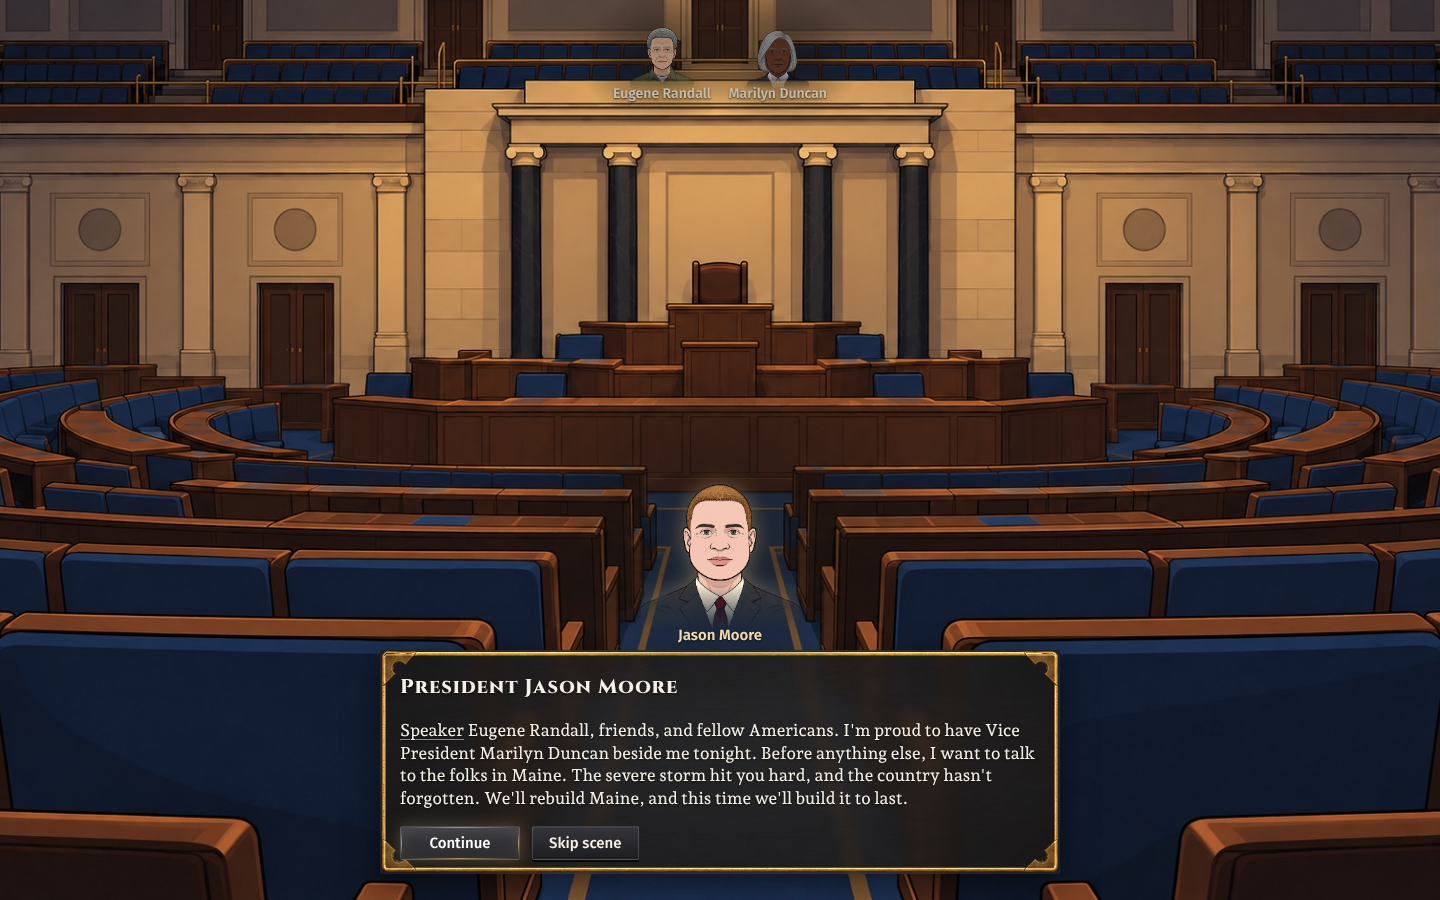 Eugene Randall Marilyn Duncan
Jason Moore
President Jason Moore
Speaker Eugene Randall, friends, and fellow Americans. I'm proud to have Vice
President Marilyn Duncan beside me tonight. Before anything else, I want to talk
to the folks in Maine. The severe storm hit you hard, and the country hasn't
forgotten. We'll rebuild Maine, and this time we'll build it to last.
Continue Skip scene